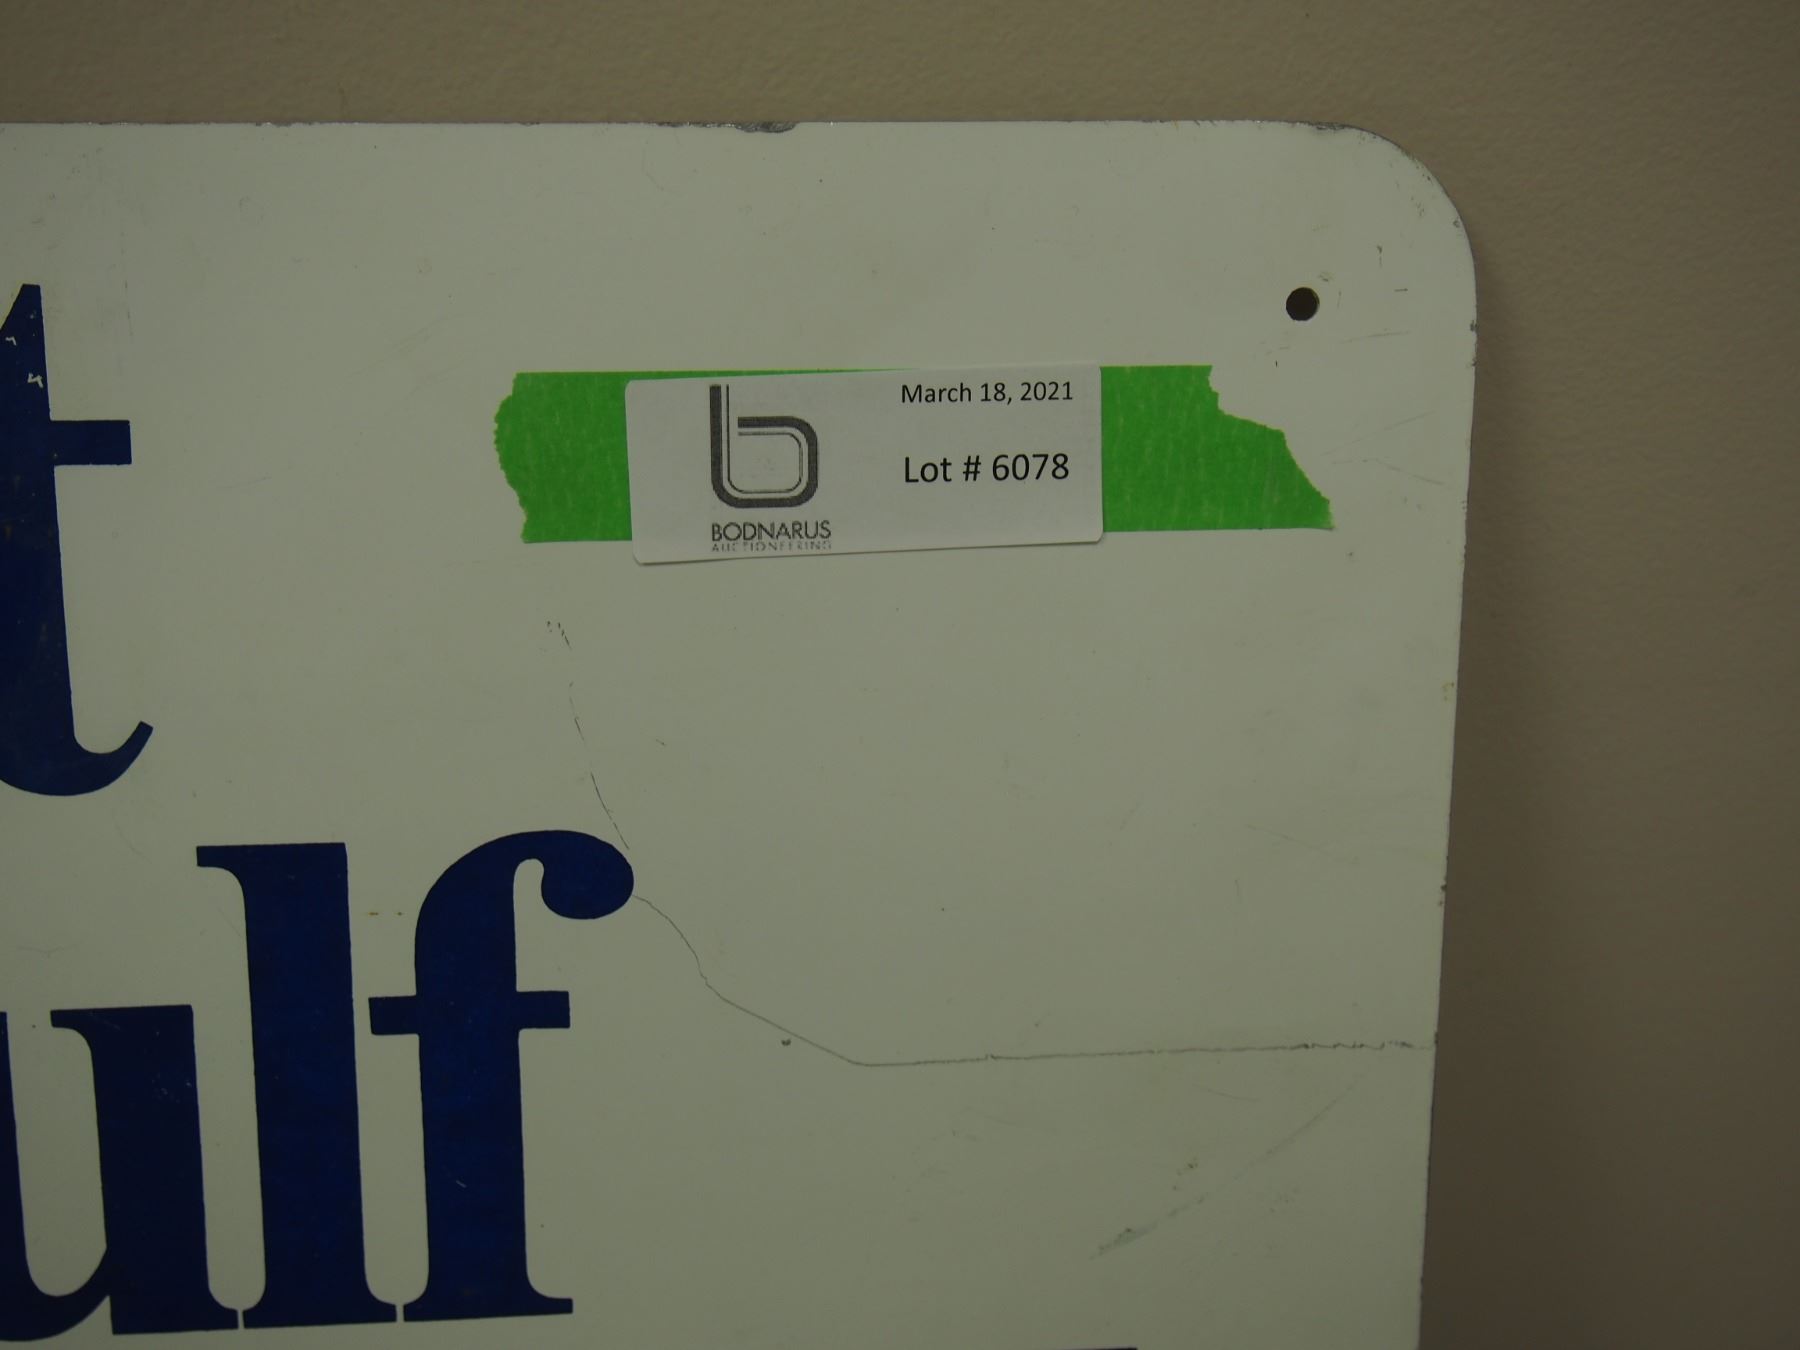 t
March 18, 2021
Lot # 6078
BODNARUS
AUCTIONEERING
ulf